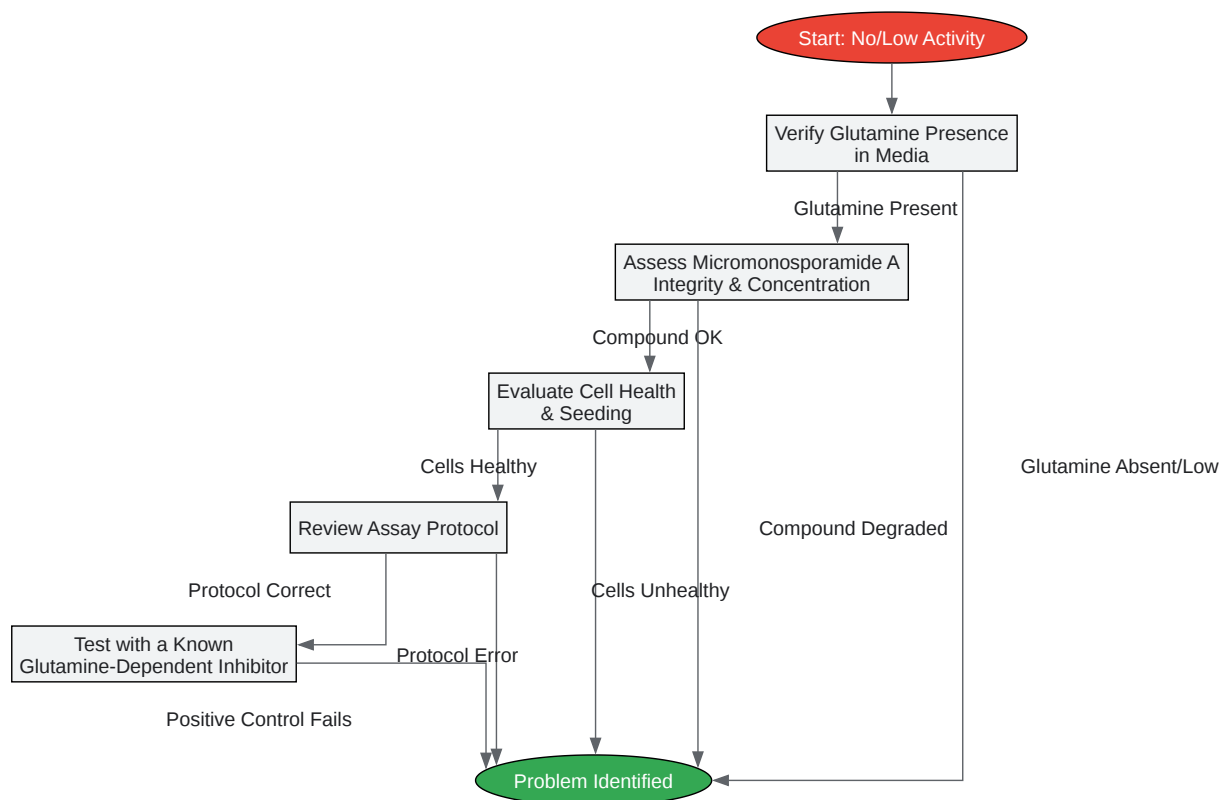 Start: No/Low Activity
Verify Glutamine Presence
in Media
Glutamine Present
Assess Micromonosporamide A
Integrity & Concentration
Compound OK
Evaluate Cell Health
& Seeding
Cells Healthy
Glutamine Absent/Low
Review Assay Protocol
Compound Degraded
Protocol Correct
Cells Unhealthy
Test with a Known
Glutamine-Dependent Inhibitor
Protocol Error
Positive Control Fails
Problem Identified